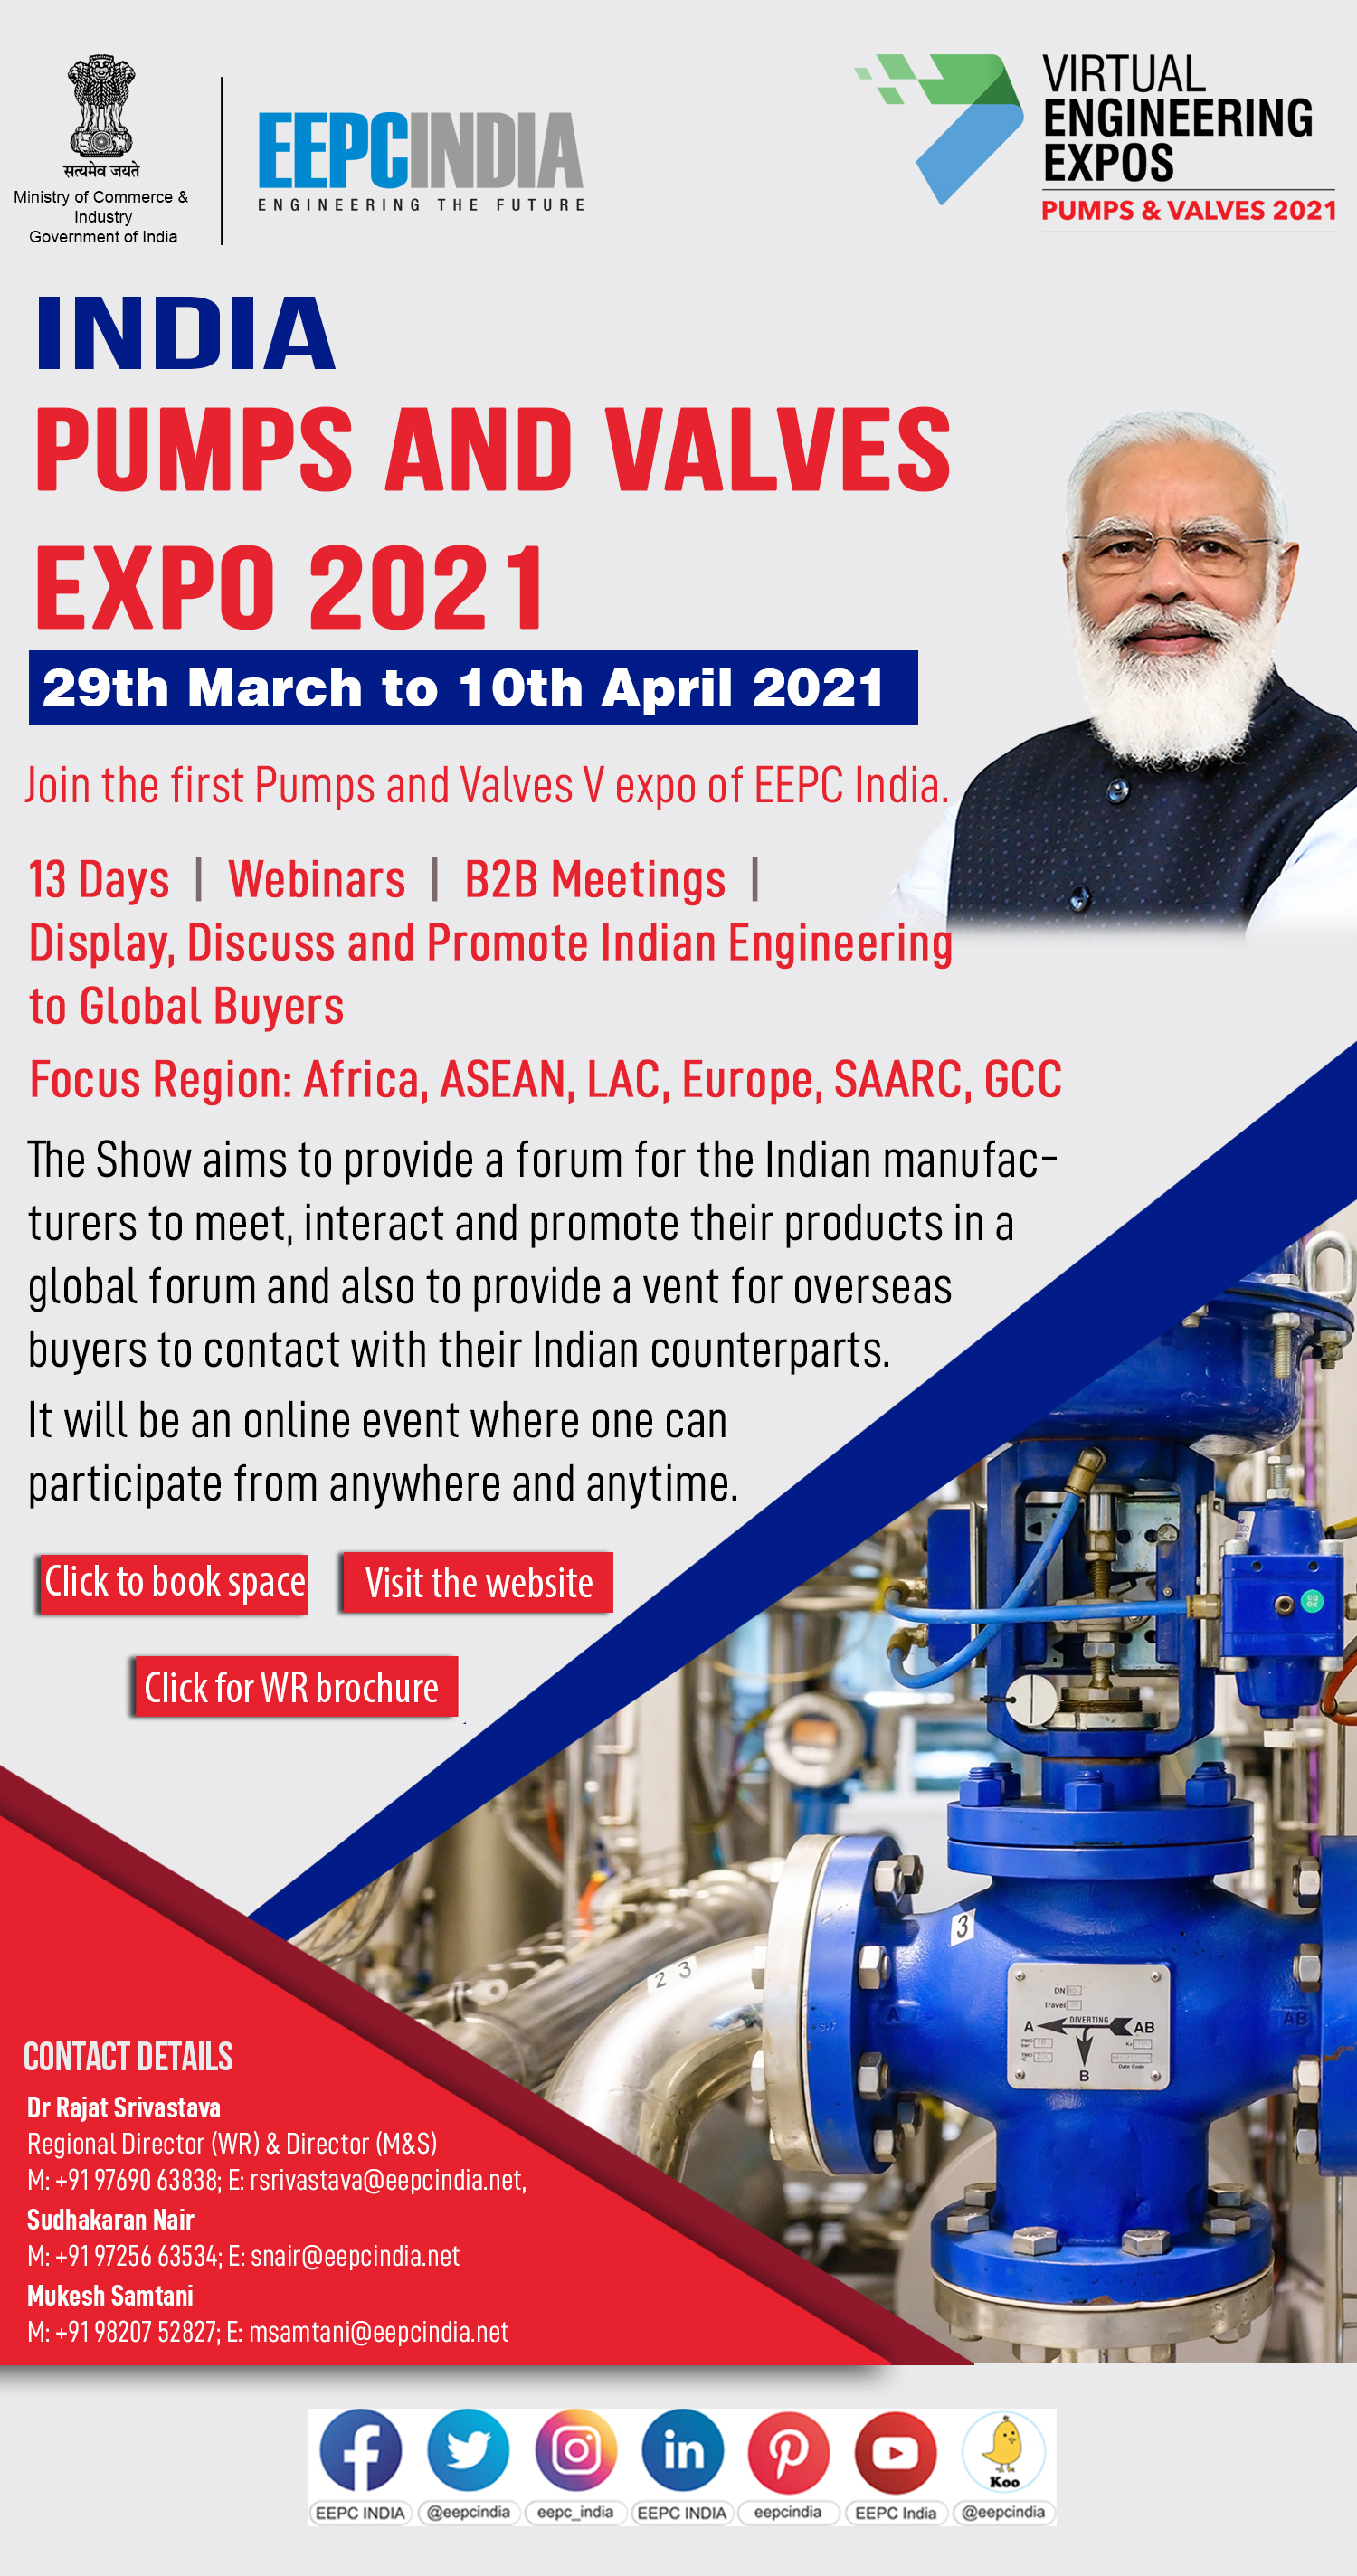 सत्यमेव जयते
Ministry of Commerce &
Industry
Government of India
EEPCINDIA
ENGINEERING THE FUTURE
VIRTUAL
ENGINEERING
EXPOS
PUMPS & VALVES 2021
INDIA
PUMPS AND VALVES
EXPO 2021
29th March to 10th April 2021
Join the first Pumps and Valves V expo of EEPC India.
13 Days | Webinars | B2B Meetings |
Display, Discuss and Promote Indian Engineering
to Global Buyers
Focus Region: Africa, ASEAN, LAC, Europe, SAARC, GCC
The Show aims to provide a forum for the Indian manufac-
turers to meet, interact and promote their products in a
global forum and also to provide a vent for overseas
buyers to contact with their Indian counterparts.
It will be an online event where one can
participate from anywhere and anytime.
Click to book space
Visit the website
Click for WR brochure
3
2 3
DN
Travel
DIVERTING
A
AB
B
Date Code
A
AB
CONTACT DETAILS
Dr Rajat Srivastava
Regional Director (WR) & Director (M&S)
M: +91 97690 63838; E: rsrivastava@eepcindia.net,
Sudhakaran Nair
M: +91 97256 63534; E: snair@eepcindia.net
Mukesh Samtani
M: +91 98207 52827; E: msamtani@eepcindia.net
Koo
EEPC INDIA
@eepcindia
eepc_india
EEPC INDIA
eepcindia
EEPC India
@eepcindia